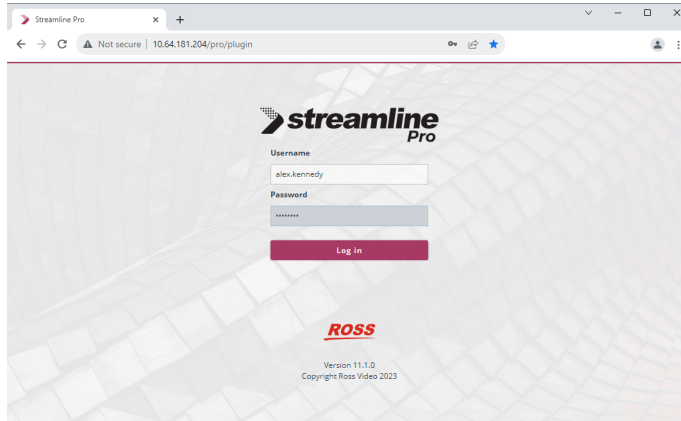 Streamline Pro
Not secure | 10.64.181.204/pro/plugin
streamline
Pro
Username
alex.kennedy
Password
••••••••
Log in
ROSS
Version 11.1.0
Copyright Ross Video 2023